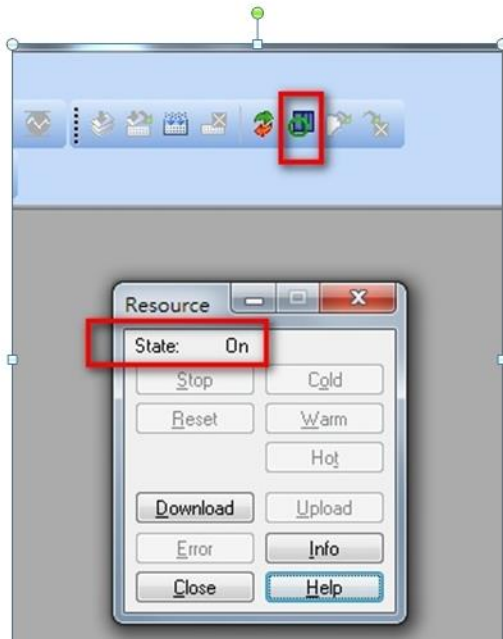 Resource
State: On
Stop Cold
Reset Warm
Hot
Download Upload
Error Info
Close Help